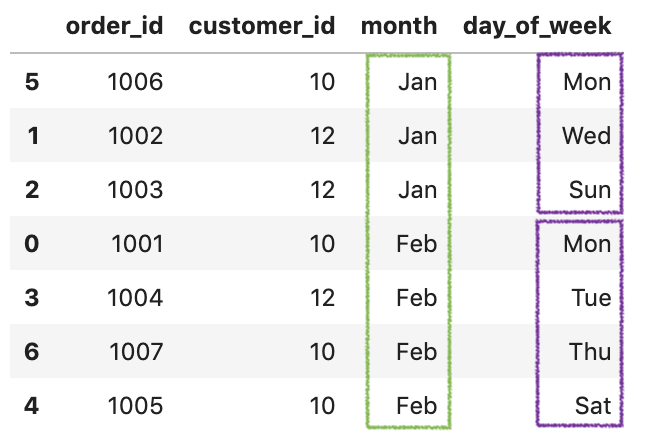 order_id customer_id month day_of_week
5 1006 10 Jan Mon
1 1002 12 Jan Wed
2 1003 12 Jan Sun
0 1001 10 Feb Mon
3 1004 12 Feb Tue
6 1007 10 Feb Thu
4 1005 10 Feb Sat